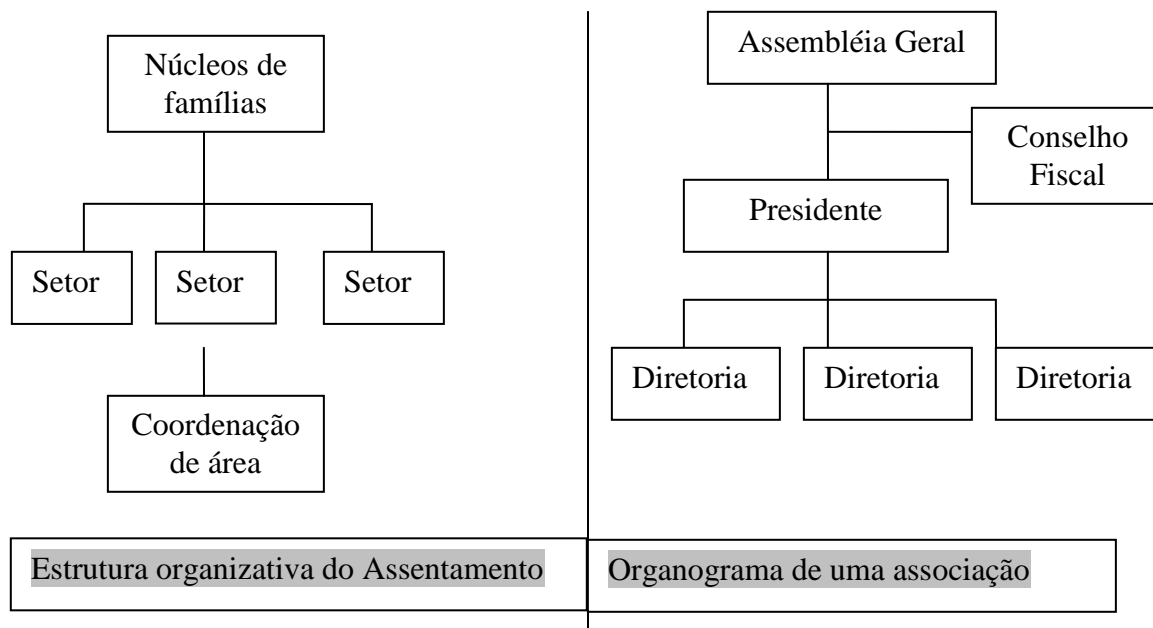 Núcleos de
famílias
Setor
Setor
Setor
Coordenação
de área
Estrutura organizativa do Assentamento
Assembléia Geral
Conselho
Fiscal
Presidente
Diretoria
Diretoria
Diretoria
Organograma de uma associação